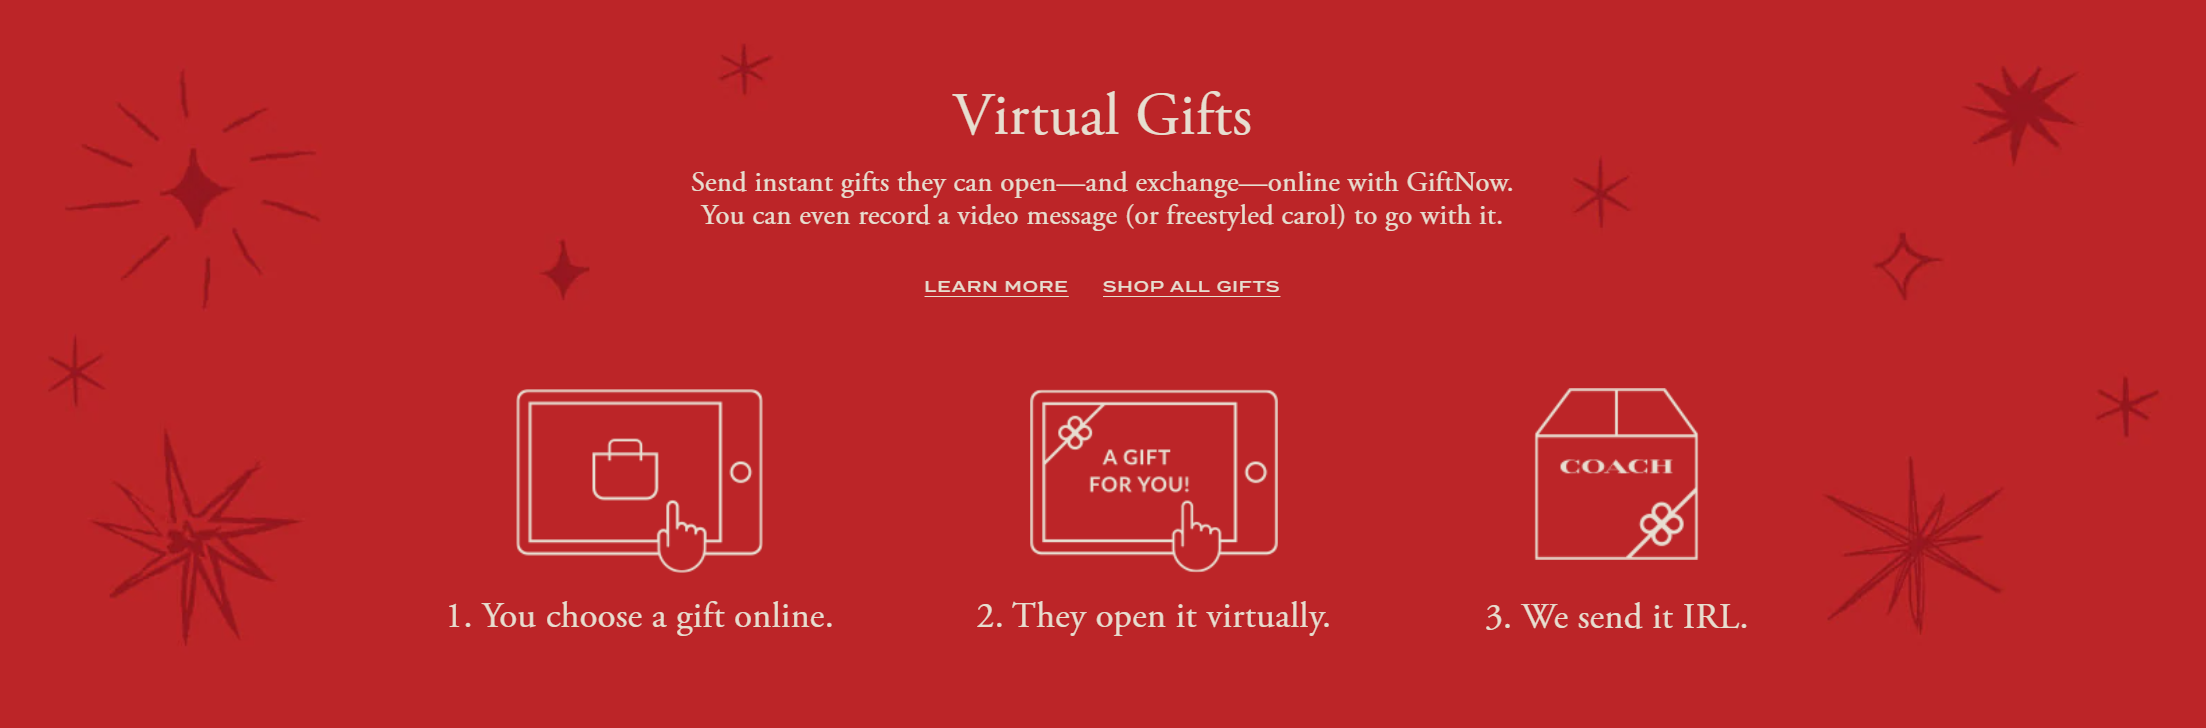 Virtual Gifts
Send instant gifts they can open—and exchange—online with GiftNow.
You can even record a video message (or freestyled carol) to go with it.
LEARN MORE SHOP ALL GIFTS
A GIFT
FOR YOU!
COACH
1. You choose a gift online.
2. They open it virtually.
3. We send it IRL.